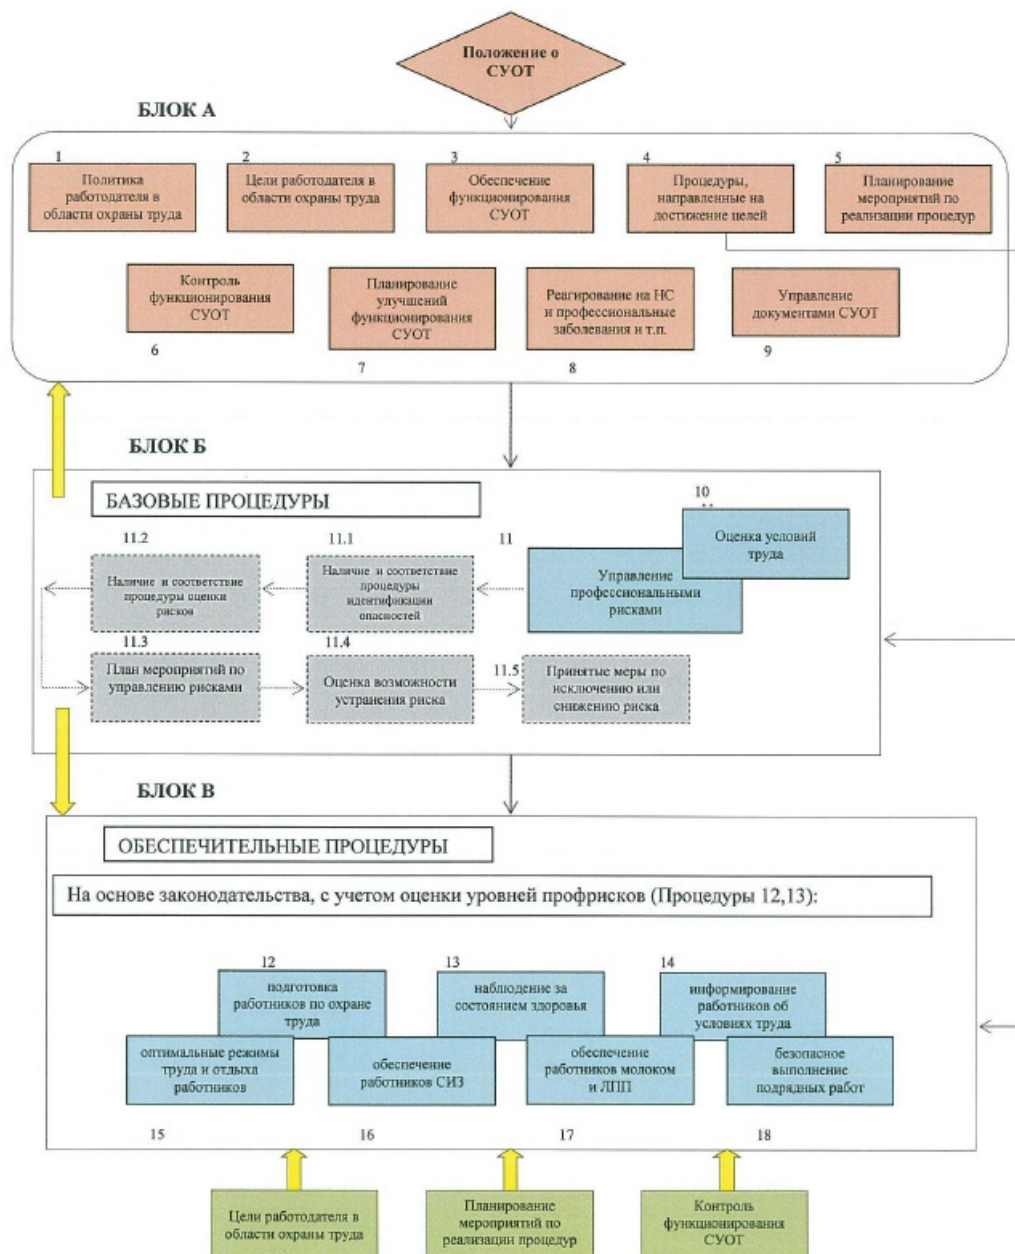 Положение о
СУОТ
БЛОК А
1
Политика
работодателя в
области охраны труда
2
Цели работодателя в
области охраны труда
3
Обеспечение
функционирования
СУОТ
4
Процедуры,
направленные на
достижение целей
5
Планирование
мероприятий по
реализации процедур
Контроль
функционирования
СУОТ
6
Планирование
улучшений
функционирования
СУОТ
7
Реагирование на НС
и профессиональные
заболевания и т.п.
8
Управление
документами СУОТ
9
БЛОК Б
БАЗОВЫЕ ПРОЦЕДУРЫ
10
Оценка условий
труда
11
Управление
профессиональными
рисками
11.1
Наличие и соответствие
процедуры
идентификации
опасностей
11.2
Наличие и соответствие
процедуры оценки
рисков
11.3
План мероприятий по
управлению рисками
11.4
Оценка возможности
устранения риска
11.5
Принятые меры по
исключению или
снижению риска
БЛОК В
ОБЕСПЕЧИТЕЛЬНЫЕ ПРОЦЕДУРЫ
На основе законодательства, с учетом оценки уровней профрисков (Процедуры 12,13):
12
подготовка
работников по охране
труда
13
наблюдение за
состоянием здоровья
14
информирование
работников об
условиях труда
оптимальные режимы
труда и отдыха
работников
15
обеспечение
работников СИЗ
16
обеспечение
работников молоком
и ЛПП
17
безопасное
выполнение
подрядных работ
18
Цели работодателя в
области охраны труда
Планирование
мероприятий по
реализации процедур
Контроль
функционирования
СУОТ